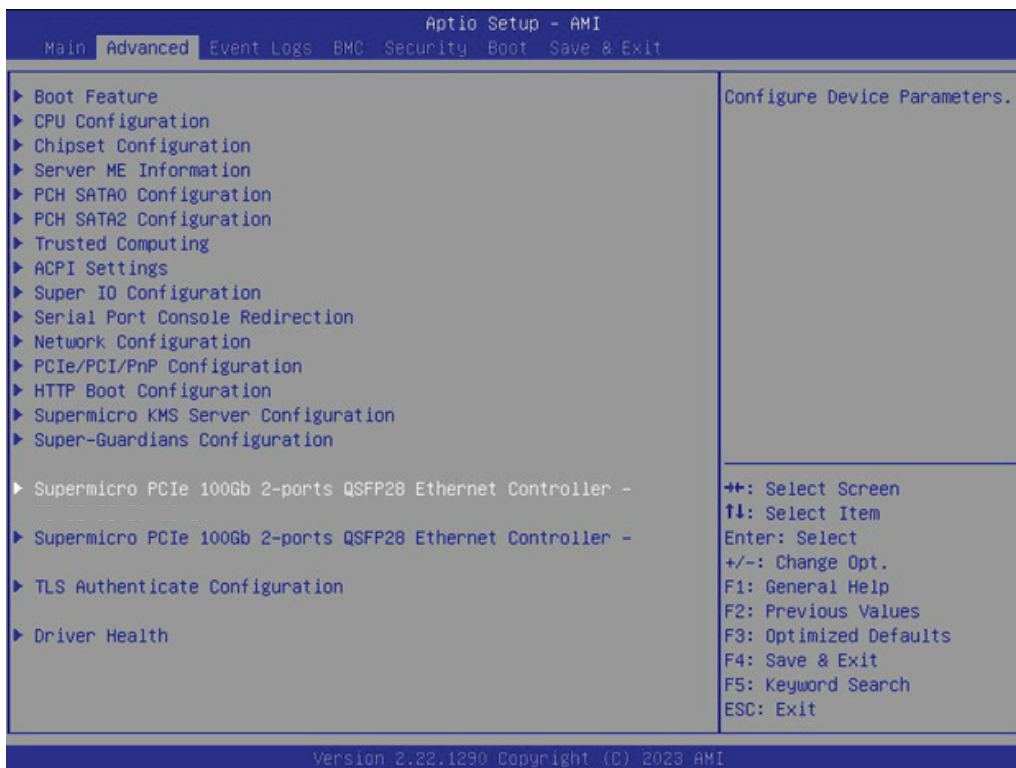 Aptio Setup - AMI
Main Advanced Event Logs BMC Security Boot Save & Exit
Boot Feature
CPU Configuration
Chipset Configuration
Server ME Information
PCH SATA0 Configuration
PCH SATA2 Configuration
Trusted Computing
ACPI Settings
Super IO Configuration
Serial Port Console Redirection
Network Configuration
PCIe/PCI/PnP Configuration
HTTP Boot Configuration
Supermicro KMS Server Configuration
Super-Guardians Configuration
Supermicro PCIe 100Gb 2-ports QSFP28 Ethernet Controller -
Supermicro PCIe 100Gb 2-ports QSFP28 Ethernet Controller -
TLS Authenticate Configuration
Driver Health
Configure Device Parameters.
→←: Select Screen
↑↓: Select Item
Enter: Select
+/-: Change Opt.
F1: General Help
F2: Previous Values
F3: Optimized Defaults
F4: Save & Exit
F5: Keyword Search
ESC: Exit
Version 2.22.1290 Copyright (C) 2023 AMI